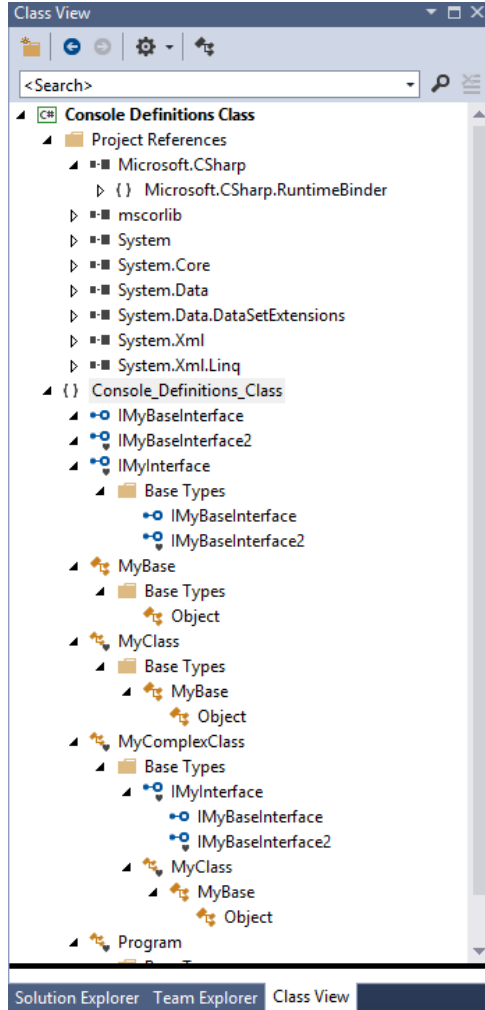 Class View
<Search>
C# Console Definitions Class
Project References
Microsoft.CSharp
{ } Microsoft.CSharp.RuntimeBinder
mscorlib
System
System.Core
System.Data
System.Data.DataSetExtensions
System.Xml
System.Xml.Linq
{ } Console_Definitions_Class
IMyBaseInterface
IMyBaseInterface2
IMyInterface
Base Types
IMyBaseInterface
IMyBaseInterface2
MyBase
Base Types
Object
MyClass
Base Types
MyBase
Object
MyComplexClass
Base Types
IMyInterface
IMyBaseInterface
IMyBaseInterface2
MyClass
MyBase
Object
Program
Solution Explorer Team Explorer Class View